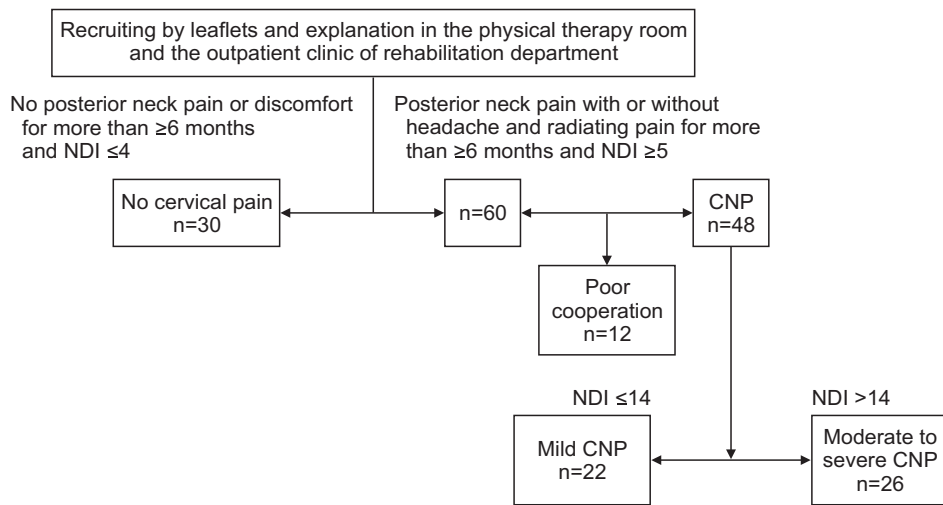 Recruiting by leaflets and explanation in the physical therapy room
and the outpatient clinic of rehabilitation department
No posterior neck pain or discomfort
for more than ≥6 months
and NDI ≤4
Posterior neck pain with or without
headache and radiating pain for more
than ≥6 months and NDI ≥5
No cervical pain
n=30
n=60
CNP
n=48
Poor
cooperation
n=12
NDI ≤14
NDI >14
Mild CNP
n=22
Moderate to
severe CNP
n=26